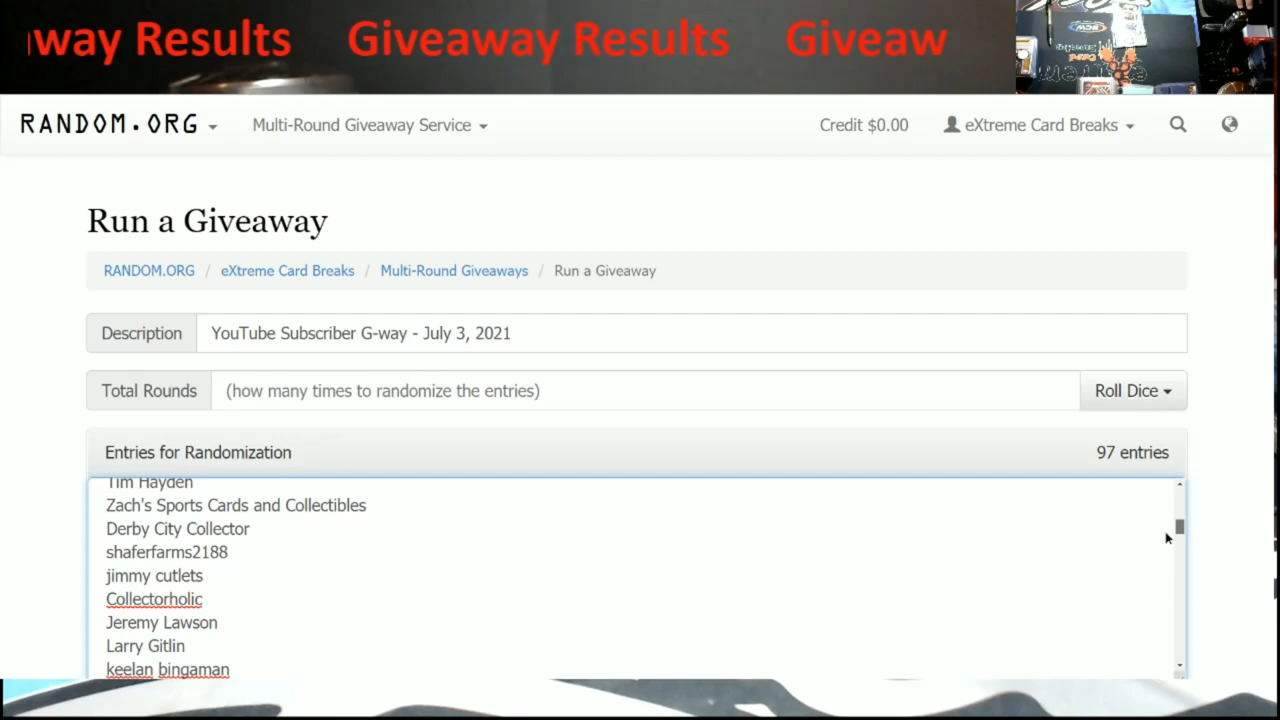 way Results Giveaway Results Giveaw
RANDOM.ORG Multi-Round Giveaway Service Credit $0.00 eXtreme Card Breaks
Run a Giveaway
RANDOM.ORG / eXtreme Card Breaks / Multi-Round Giveaways / Run a Giveaway
Description YouTube Subscriber G-way - July 3, 2021
Total Rounds (how many times to randomize the entries) Roll Dice
Entries for Randomization 97 entries
Tim Hayden
Zach's Sports Cards and Collectibles
Derby City Collector
shaferfarms2188
jimmy cutlets
Collectorholic
Jeremy Lawson
Larry Gitlin
keelan bingaman